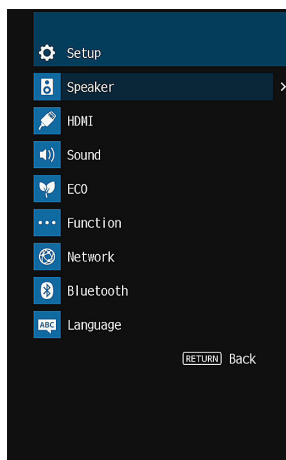 Setup
Speaker
HDMI
Sound
ECO
Function
Network
Bluetooth
ABC Language
RETURN Back